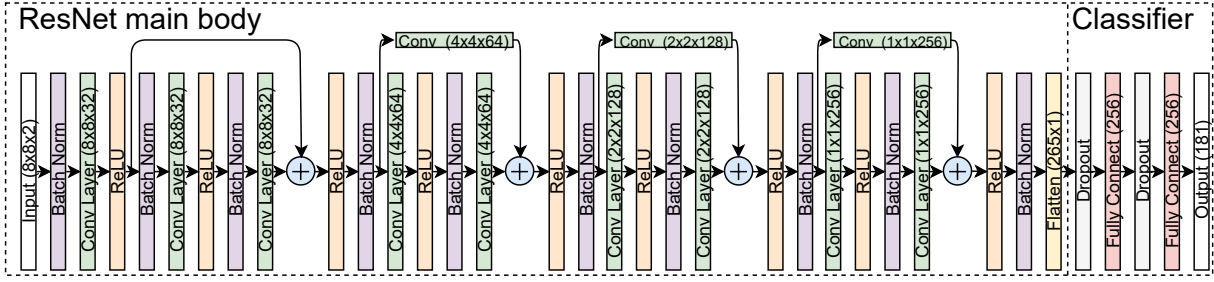 ResNet main body
Classifier
Conv (4x4x64)
Conv (2x2x128)
Conv (1x1x256)
Input (8x8x2)
Batch Norm
Conv Layer (8x8x32)
ReLU
Batch Norm
Conv Layer (8x8x32)
ReLU
Batch Norm
Conv Layer (8x8x32)
+
ReLU
Batch Norm
Conv Layer (4x4x64)
ReLU
Batch Norm
Conv Layer (4x4x64)
+
ReLU
Batch Norm
Conv Layer (2x2x128)
ReLU
Batch Norm
Conv Layer (2x2x128)
+
ReLU
Batch Norm
Conv Layer (1x1x256)
ReLU
Batch Norm
Conv Layer (1x1x256)
+
ReLU
Batch Norm
Flatten (265x1)
Dropout
Fully Connect (256)
Dropout
Fully Connect (256)
Output (181)